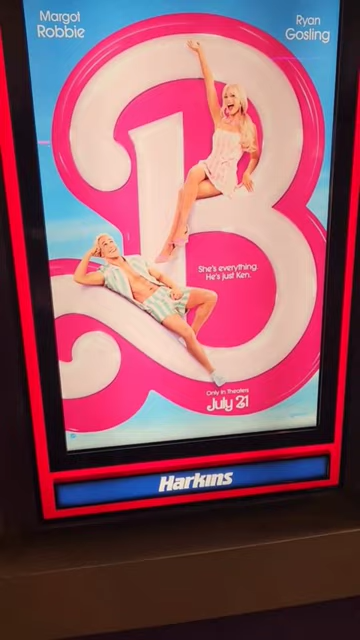 Margot
Robbie
Ryan
Gosling
She's everything.
He's just Ken.
Only in Theaters
July 21
Harkins